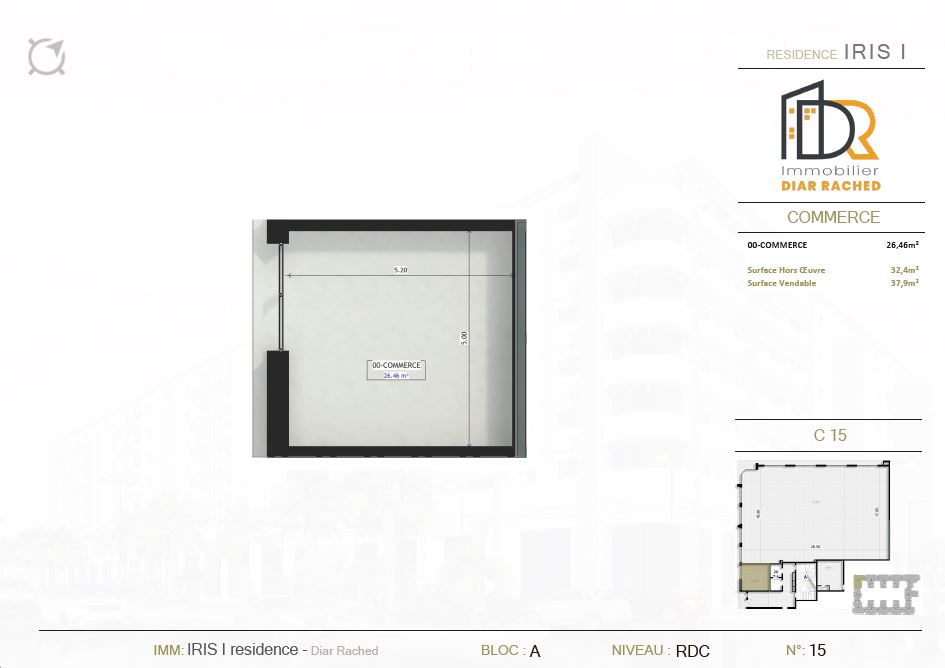 RESIDENCE IRIS I
Immobilier
DIAR RACHED
COMMERCE
00-COMMERCE 26,46m²
Surface Hors Œuvre 32,4m²
Surface Vendable 37,9m²
5.20
5.00
00-COMMERCE
26.46 m²
C 15
IMM: IRIS I residence - Diar Rached
BLOC : A
NIVEAU : RDC
N°: 15